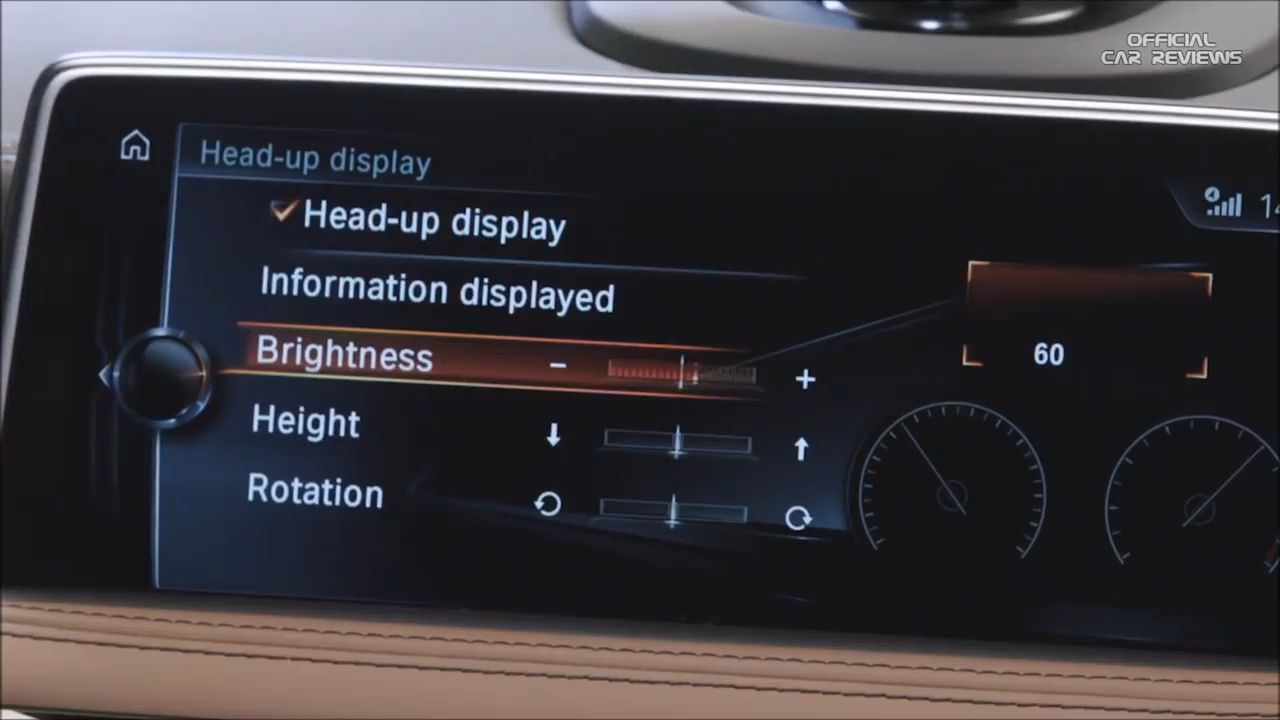 OFFICIAL
CAR REVIEWS
Head-up display
Head-up display
Information displayed
Brightness - +
Height
Rotation
60